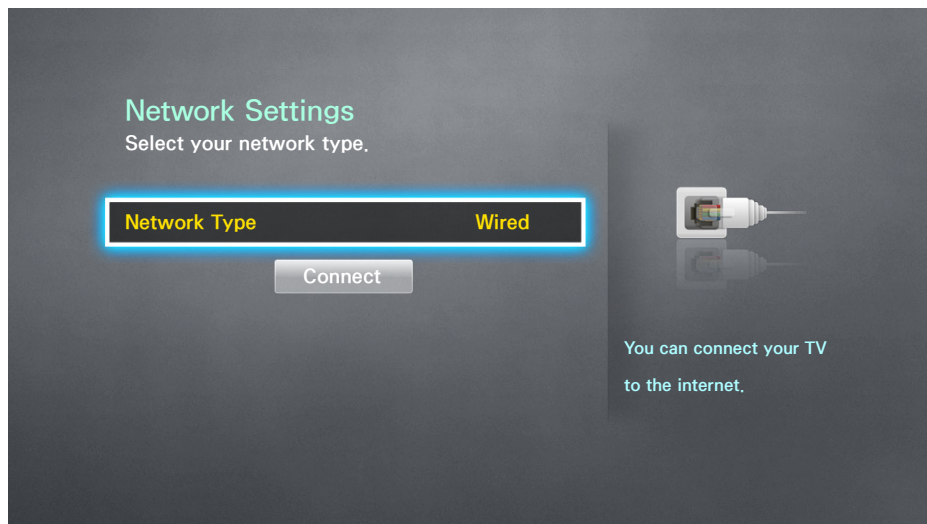 Network Settings
Select your network type.
Network Type Wired
Connect
You can connect your TV
to the internet.